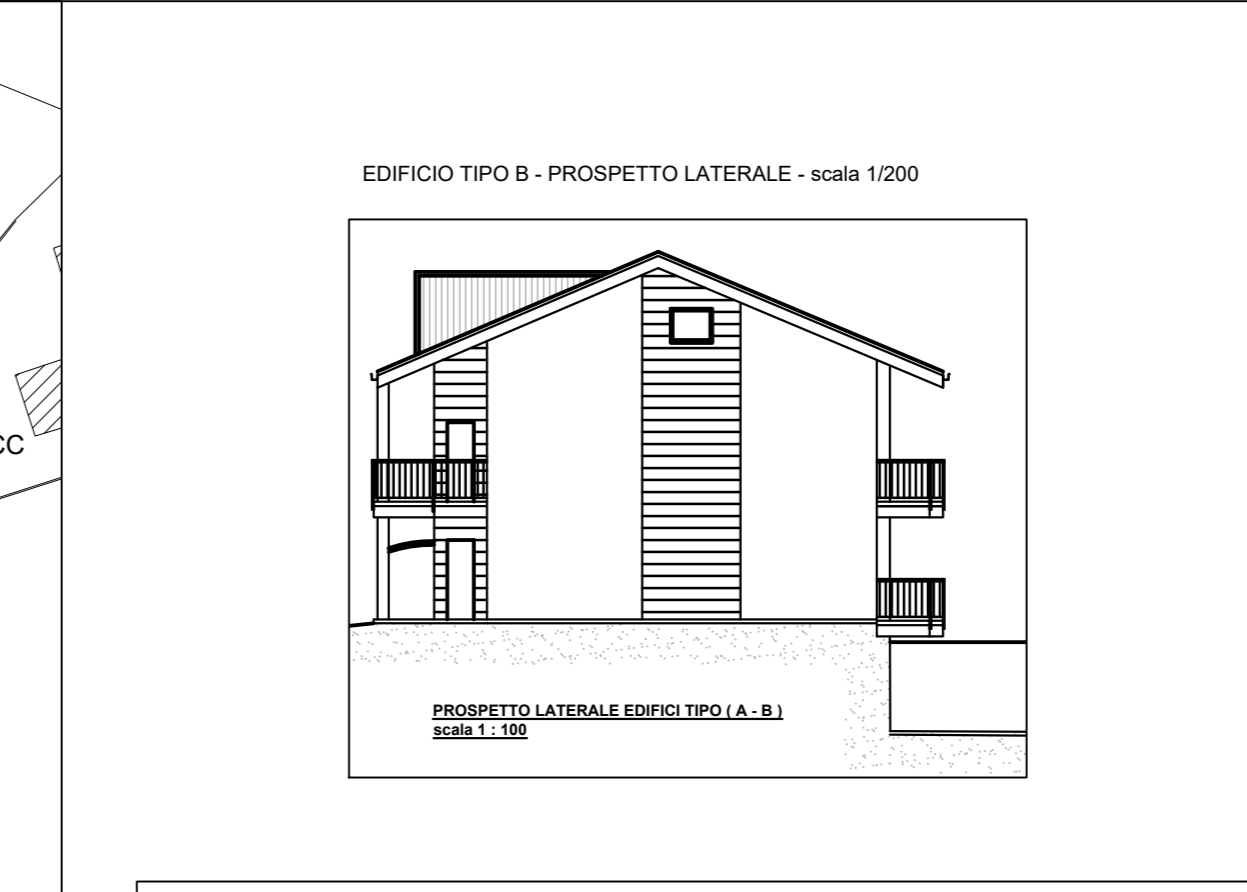 EDIFICIO TIPO B - PROSPETTO LATERALE - scala 1/200
CC
PROSPETTO LATERALE EDIFICI TIPO ( A - B )
scala 1 : 100